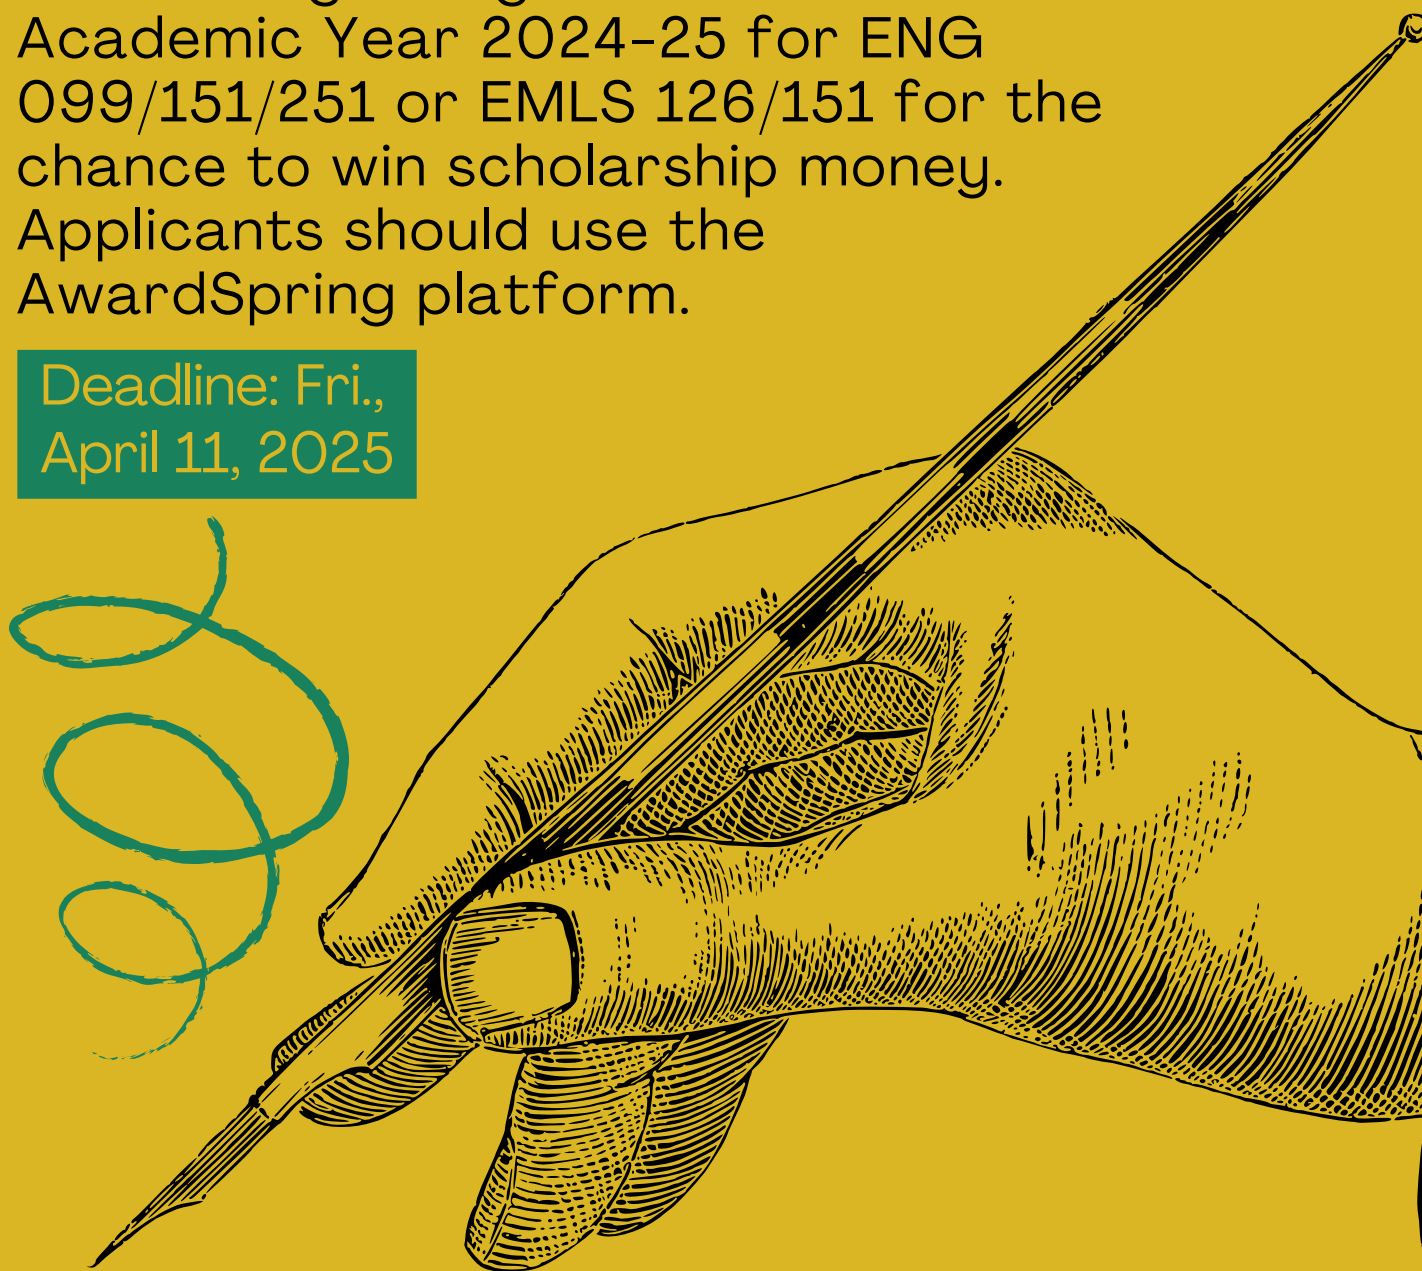 Academic Year 2024-25 for ENG
099/151/251 or EMLS 126/151 for the
chance to win scholarship money.
Applicants should use the
AwardSpring platform.
Deadline: Fri.,
April 11, 2025